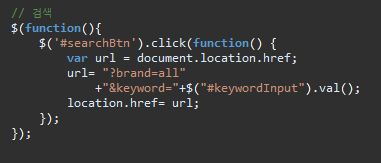 // 검색
$(function(){
$('#searchBtn').click(function() {
var url = document.location.href;
url= "?brand=all"
+"&keyword="+$("#keywordInput").val();
location.href= url;
});
});